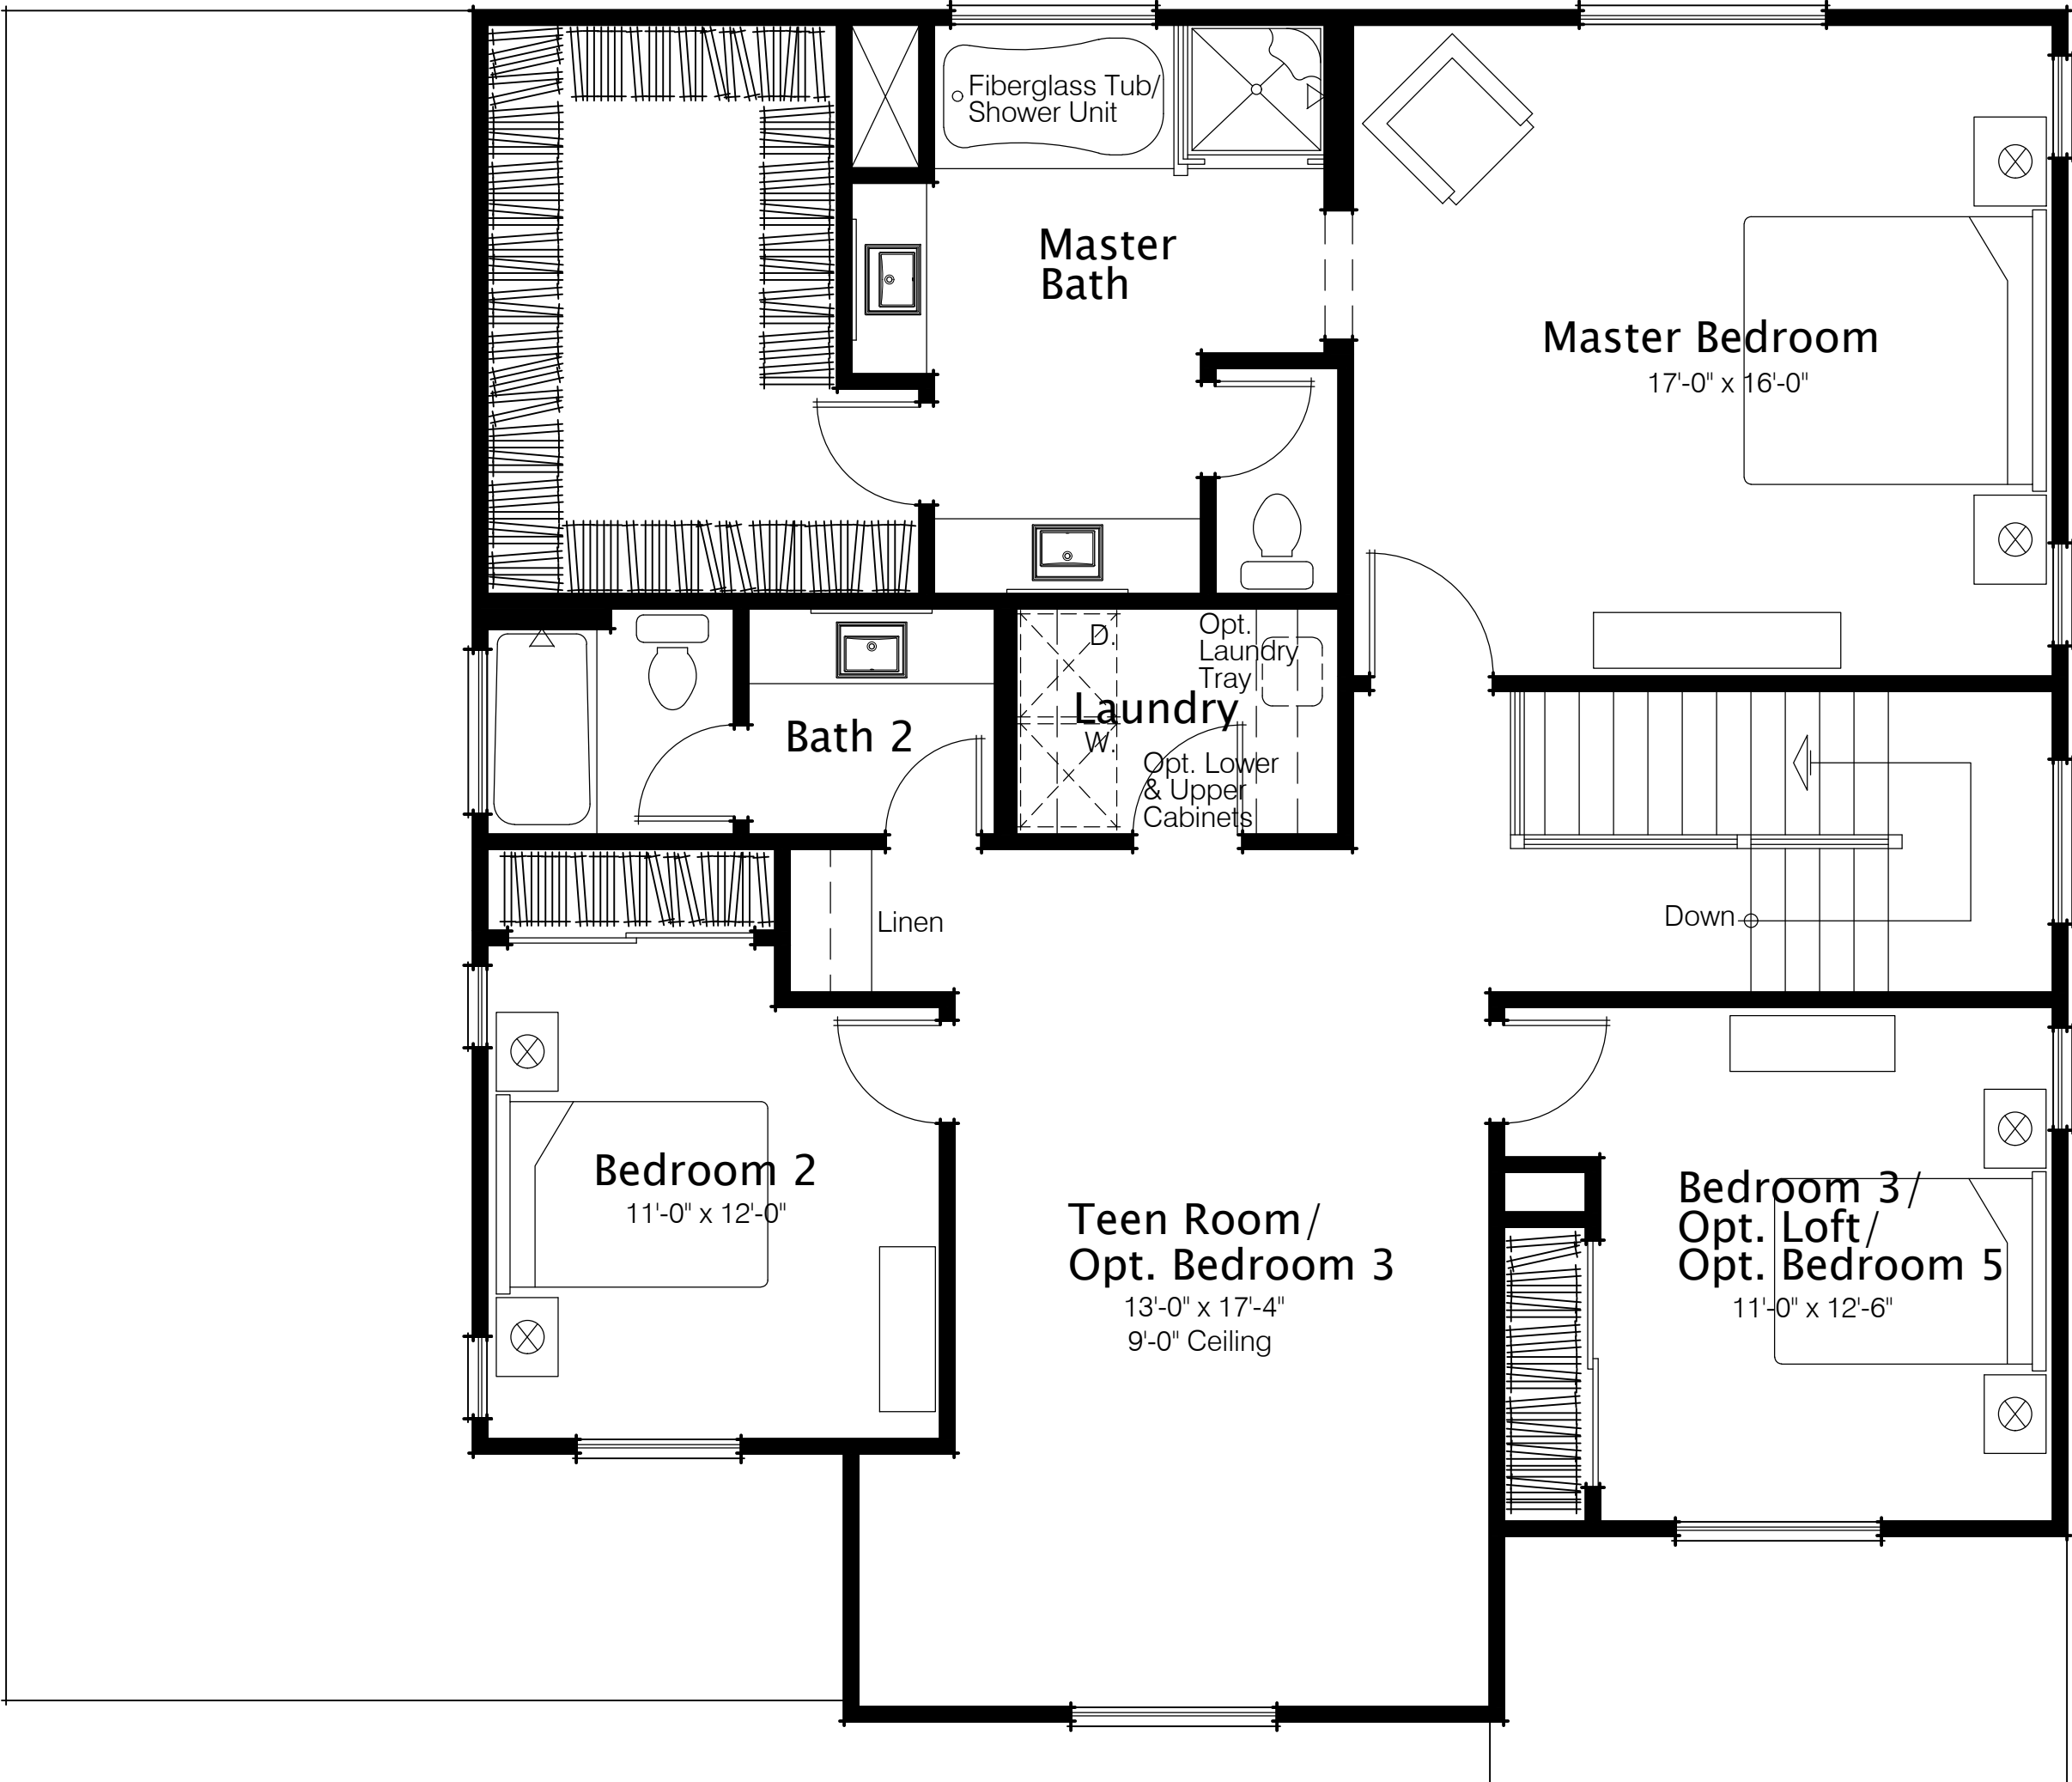 Fiberglass Tub/
Shower Unit
Master
Bath
Master Bedroom
17'-0" x 16'-0"
D.
Opt.
Laundry
Tray
Laundry
W.
Bath 2
Opt. Lower
& Upper
Cabinets
Linen
Down
Bedroom 2
11'-0" x 12'-0"
Teen Room/
Opt. Bedroom 3
13'-0" x 17'-4"
9'-0" Ceiling
Bedroom 3/
Opt. Loft/
Opt. Bedroom 5
11'-0" x 12'-6"